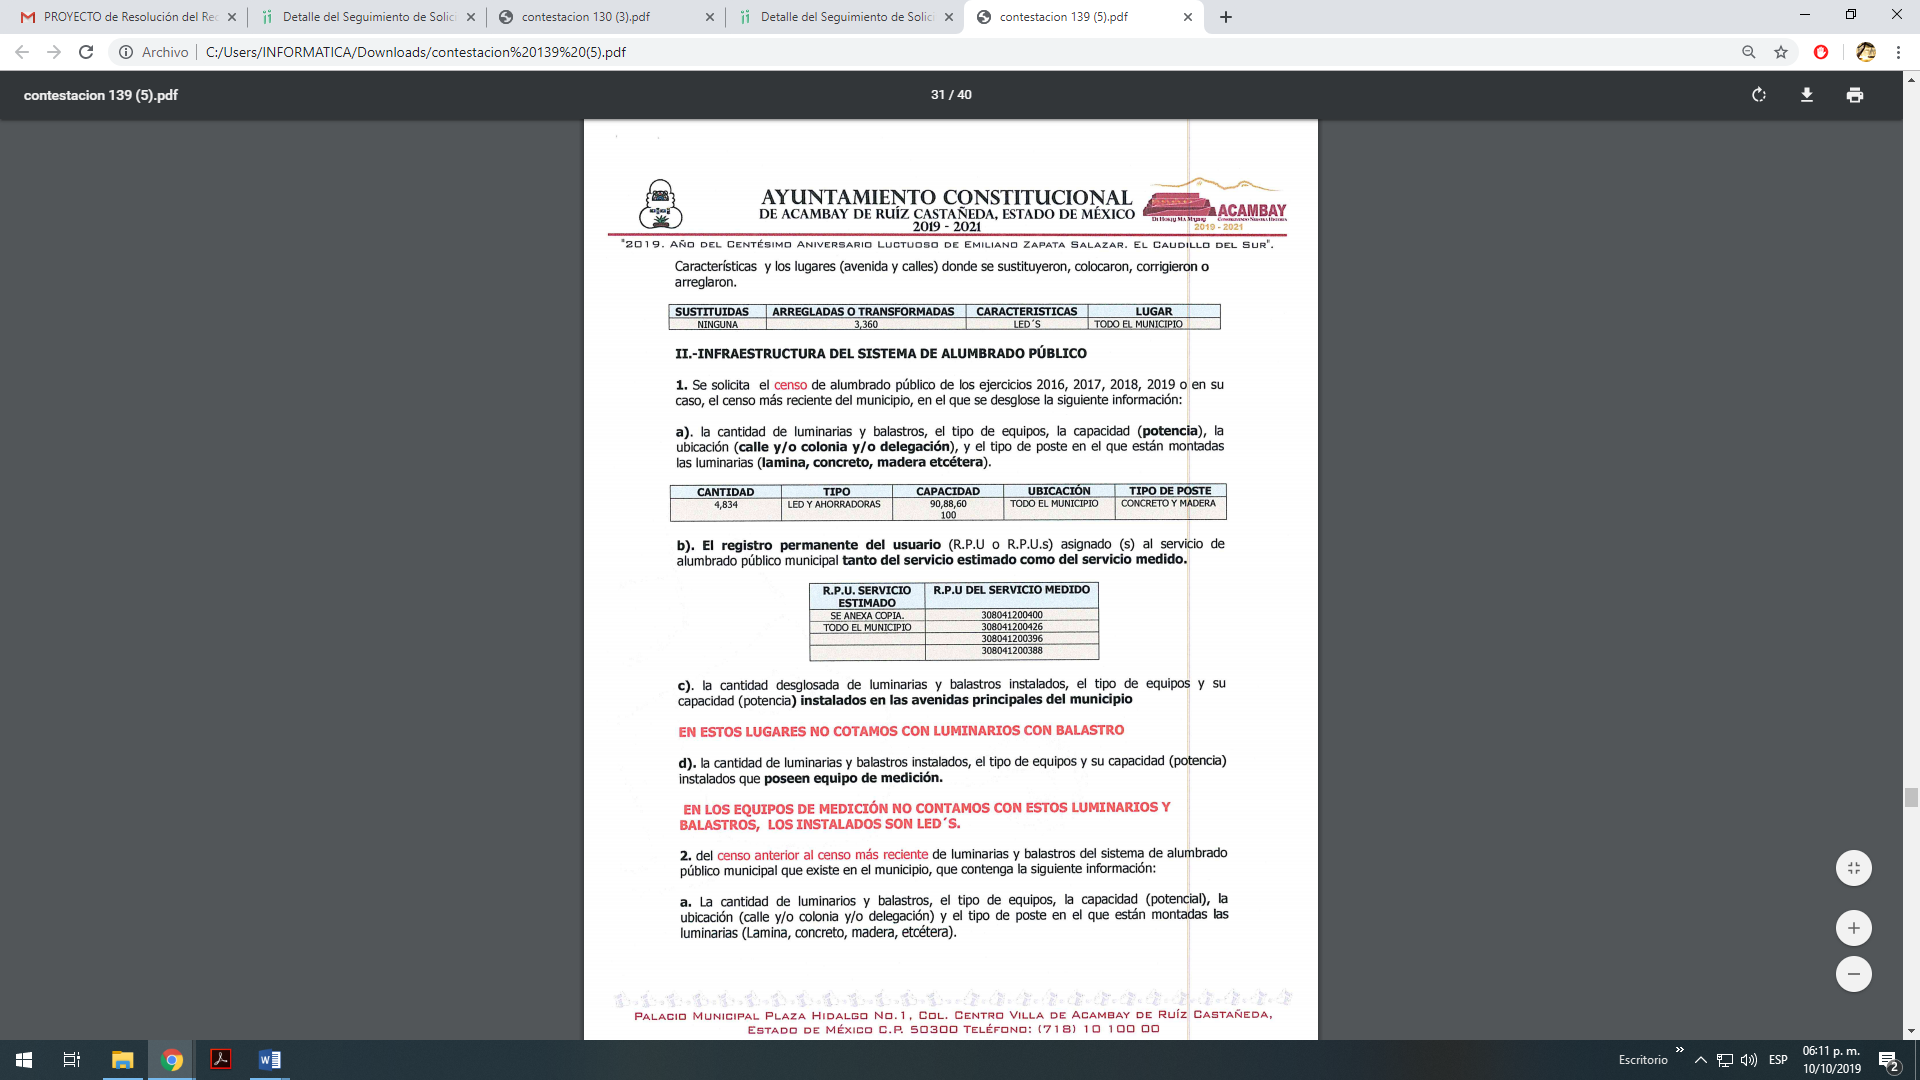 PROYECTO de Resolución del Rec
Detalle del Seguimiento de Solici
contestacion 130 (3).pdf
Detalle del Seguimiento de Solici
contestacion 139 (5).pdf
Archivo
C:/Users/INFORMATICA/Downloads/contestacion%20139%20(5).pdf
contestacion 139 (5).pdf
31 / 40
AYUNTAMIENTO CONSTITUCIONAL
DE ACAMBAY DE RUÍZ CASTAÑEDA, ESTADO DE MÉXICO
2019 - 2021
ACAMBAY
2019 - 2021
"2019. Año del Centésimo Aniversario Luctuoso de Emiliano Zapata Salazar. El Caudillo del Sur".
Características y los lugares (avenida y calles) donde se sustituyeron, colocaron, corrigieron o
arreglaron.
SUSTITUIDAS ARREGLADAS O TRANSFORMADAS CARACTERISTICAS LUGAR
NINGUNA 3,360 LED´S TODO EL MUNICIPIO
II.-INFRAESTRUCTURA DEL SISTEMA DE ALUMBRADO PÚBLICO
1. Se solicita el censo de alumbrado público de los ejercicios 2016, 2017, 2018, 2019 o en su
caso, el censo más reciente del municipio, en el que se desglose la siguiente información:
a). la cantidad de luminarias y balastros, el tipo de equipos, la capacidad (potencia), la
ubicación (calle y/o colonia y/o delegación), y el tipo de poste en el que están montadas
las luminarias (lamina, concreto, madera etcétera).
CANTIDAD TIPO CAPACIDAD UBICACIÓN TIPO DE POSTE
4,834 LED Y AHORRADORAS 90,88,60 TODO EL MUNICIPIO CONCRETO Y MADERA
100
b). El registro permanente del usuario (R.P.U o R.P.U.s) asignado (s) al servicio de
alumbrado público municipal tanto del servicio estimado como del servicio medido.
R.P.U. SERVICIO R.P.U DEL SERVICIO MEDIDO
ESTIMADO
SE ANEXA COPIA. 308041200400
TODO EL MUNICIPIO 308041200426
308041200396
308041200388
c). la cantidad desglosada de luminarias y balastros instalados, el tipo de equipos y su
capacidad (potencia) instalados en las avenidas principales del municipio
EN ESTOS LUGARES NO COTAMOS CON LUMINARIOS CON BALASTRO
d). la cantidad de luminarias y balastros instalados, el tipo de equipos y su capacidad (potencia)
instalados que poseen equipo de medición.
EN LOS EQUIPOS DE MEDICIÓN NO CONTAMOS CON ESTOS LUMINARIOS Y
BALASTROS, LOS INSTALADOS SON LED´S.
2. del censo anterior al censo más reciente de luminarias y balastros del sistema de alumbrado
público municipal que existe en el municipio, que contenga la siguiente información:
a. La cantidad de luminarios y balastros, el tipo de equipos, la capacidad (potencial), la
ubicación (calle y/o colonia y/o delegación) y el tipo de poste en el que están montadas las
luminarias (Lamina, concreto, madera, etcétera).
Palacio Municipal Plaza Hidalgo No.1, Col. Centro Villa de Acambay de Ruíz Castañeda,
Estado de México C.P. 50300 Teléfono: (718) 10 100 00
Escritorio
ESP
06:11 p. m.
10/10/2019
2